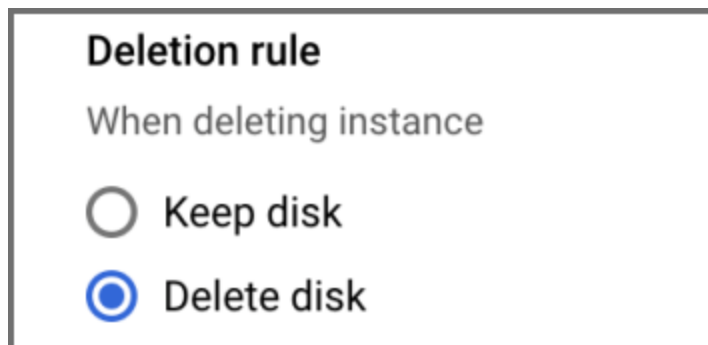 Deletion rule
When deleting instance
Keep disk
Delete disk